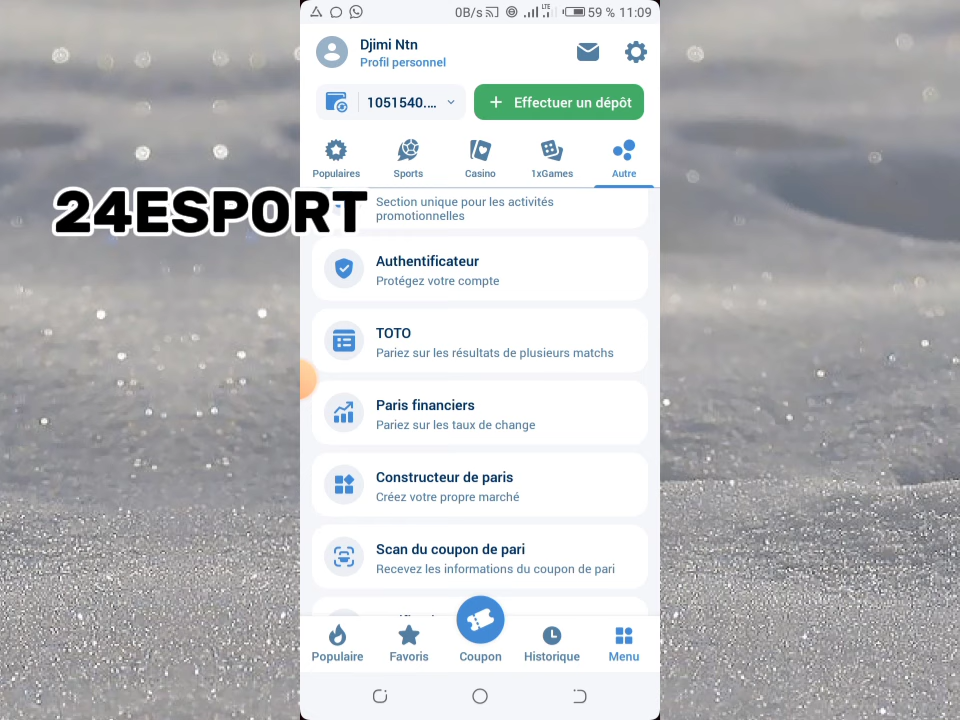 0B/s LTE 59 % 11:09
Djimi Ntn
Profil personnel
1051540.... Effectuer un dépôt
Populaires Sports Casino 1xGames Autre
24ESPORT
Section unique pour les activités
promotionnelles
Authentificateur
Protégez votre compte
TOTO
Pariez sur les résultats de plusieurs matchs
Paris financiers
Pariez sur les taux de change
Constructeur de paris
Créez votre propre marché
Scan du coupon de pari
Recevez les informations du coupon de pari
Populaire Favoris Coupon Historique Menu